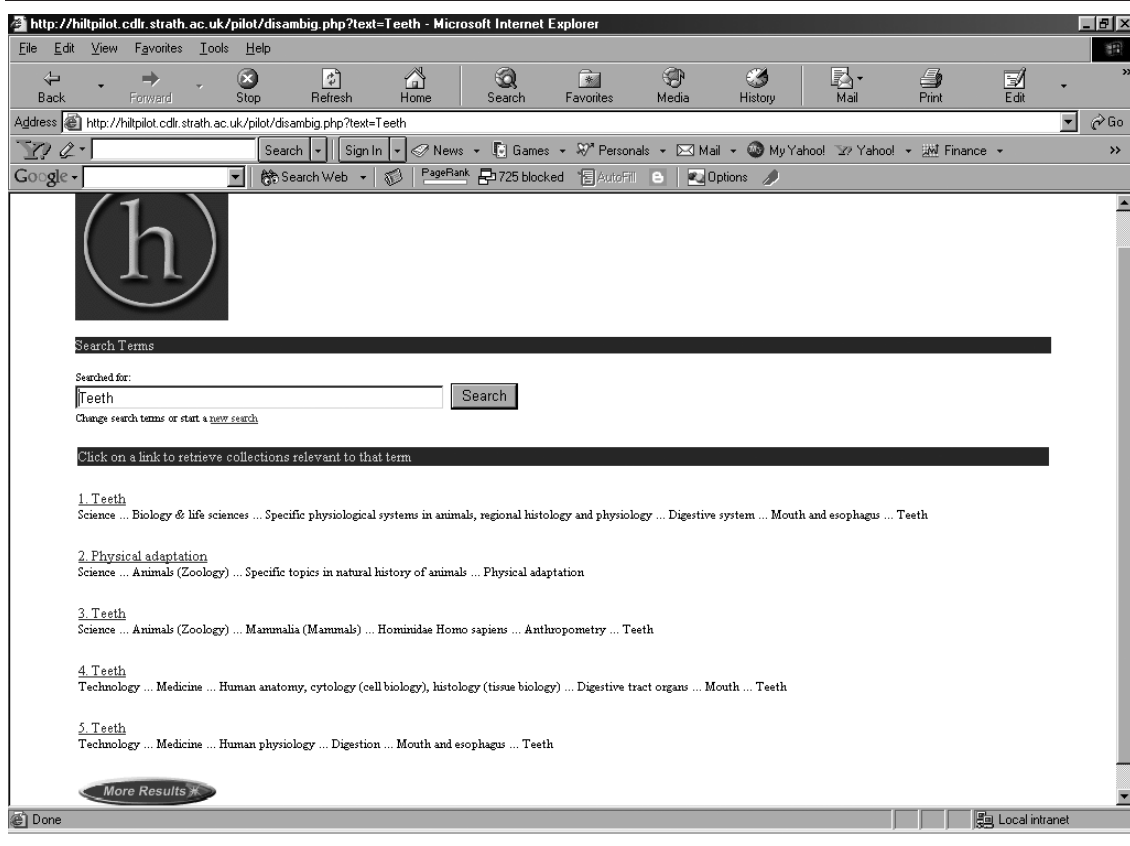 http://hiltpilot.cdlr.strath.ac.uk/pilot/disambig.php?text=Teeth - Microsoft Internet Explorer
File Edit View Favorites Tools Help
Back Forward Stop Refresh Home Search Favorites Media History Mail Print Edit »
Address http://hiltpilot.cdlr.strath.ac.uk/pilot/disambig.php?text=Teeth Go
Y! Search Sign In News Games Personals Mail My Yahoo! Y! Yahoo! Finance »
Google Search Web PageRank 725 blocked AutoFill Options
h
Search Terms
Searched for:
Teeth Search
Change search terms or start a new search
Click on a link to retrieve collections relevant to that term
1. Teeth
Science ... Biology & life sciences ... Specific physiological systems in animals, regional histology and physiology ... Digestive system ... Mouth and esophagus ... Teeth
2. Physical adaptation
Science ... Animals (Zoology) ... Specific topics in natural history of animals ... Physical adaptation
3. Teeth
Science ... Animals (Zoology) ... Mammalia (Mammals) ... Hominidae Homo sapiens ... Anthropometry ... Teeth
4. Teeth
Technology ... Medicine ... Human anatomy, cytology (cell biology), histology (tissue biology) ... Digestive tract organs ... Mouth ... Teeth
5. Teeth
Technology ... Medicine ... Human physiology ... Digestion ... Mouth and esophagus ... Teeth
More Results
Done Local intranet